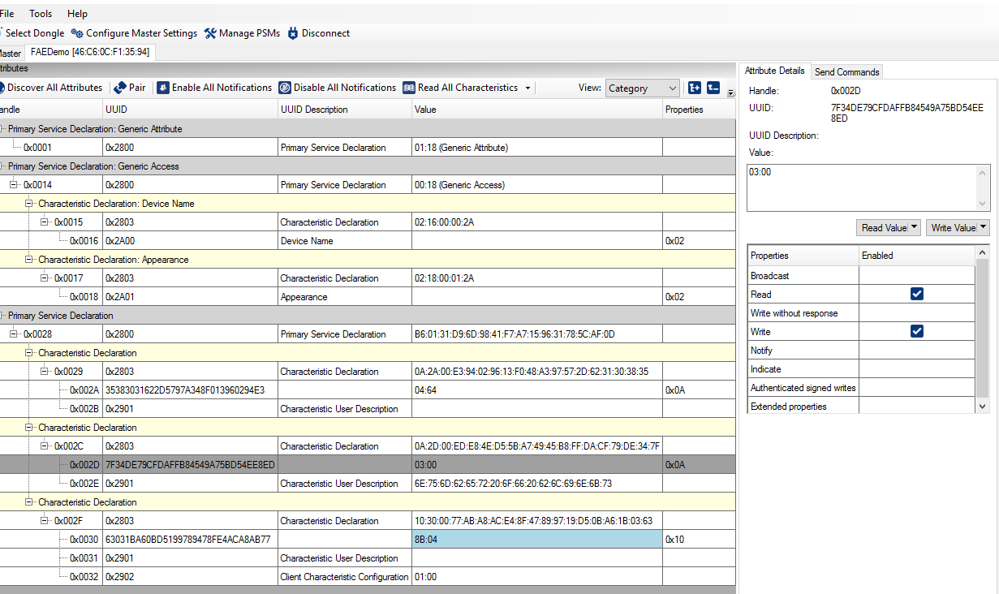 File Tools Help
Select Dongle Configure Master Settings Manage PSMs Disconnect
Master FAEDemo [46:C6:0C:F1:35:94]
Attributes
Discover All Attributes Pair Enable All Notifications Disable All Notifications Read All Characteristics View: Category
Handle UUID UUID Description Value Properties
Primary Service Declaration: Generic Attribute
0x0001 0x2800 Primary Service Declaration 01:18 (Generic Attribute)
Primary Service Declaration: Generic Access
0x0014 0x2800 Primary Service Declaration 00:18 (Generic Access)
Characteristic Declaration: Device Name
0x0015 0x2803 Characteristic Declaration 02:16:00:00:2A
0x0016 0x2A00 Device Name 0x02
Characteristic Declaration: Appearance
0x0017 0x2803 Characteristic Declaration 02:18:00:01:2A
0x0018 0x2A01 Appearance 0x02
Primary Service Declaration
0x0028 0x2800 Primary Service Declaration B6:01:31:D9:6D:98:41:F7:A7:15:96:31:78:5C:AF:0D
Characteristic Declaration
0x0029 0x2803 Characteristic Declaration 0A:2A:00:E3:94:02:96:13:F0:48:A3:97:57:2D:62:31:30:38:35
0x002A 35383031622D5797A348F013960294E3 04:64 0x0A
0x002B 0x2901 Characteristic User Description
Characteristic Declaration
0x002C 0x2803 Characteristic Declaration 0A:2D:00:ED:E8:4E:D5:5B:A7:49:45:B8:FF:DA:CF:79:DE:34:7F
0x002D 7F34DE79CFDAFFB84549A75BD54EE8ED 03:00 0x0A
0x002E 0x2901 Characteristic User Description 6E:75:6D:62:65:72:20:6F:66:20:62:6C:69:6E:6B:73
Characteristic Declaration
0x002F 0x2803 Characteristic Declaration 10:30:00:77:AB:A8:AC:E4:8F:47:89:97:19:D5:0B:A6:1B:03:63
0x0030 63031BA60BD5199789478FE4ACA8AB77 8B:04 0x10
0x0031 0x2901 Characteristic User Description
0x0032 0x2902 Client Characteristic Configuration 01:00
Attribute Details Send Commands
Handle: 0x002D
UUID: 7F34DE79CFDAFFB84549A75BD54EE
8ED
UUID Description:
Value:
03:00
Read Value Write Value
Properties Enabled
Broadcast
Read
Write without response
Write
Notify
Indicate
Authenticated signed writes
Extended properties